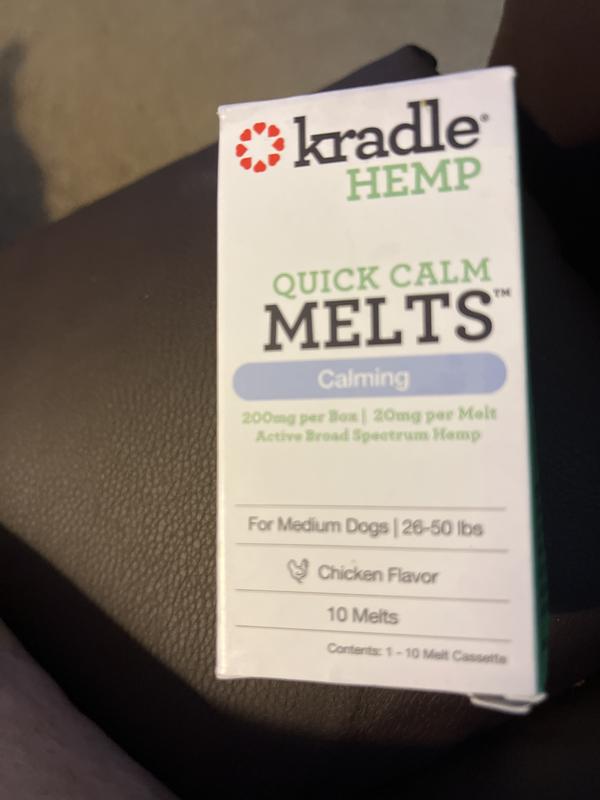 kradle®
HEMP
QUICK CALM
MELTS™
Calming
200mg per Box | 20mg per Melt
Active Broad Spectrum Hemp
For Medium Dogs | 26-50 lbs
Chicken Flavor
10 Melts
Contents: 1 - 10 Melt Cassette